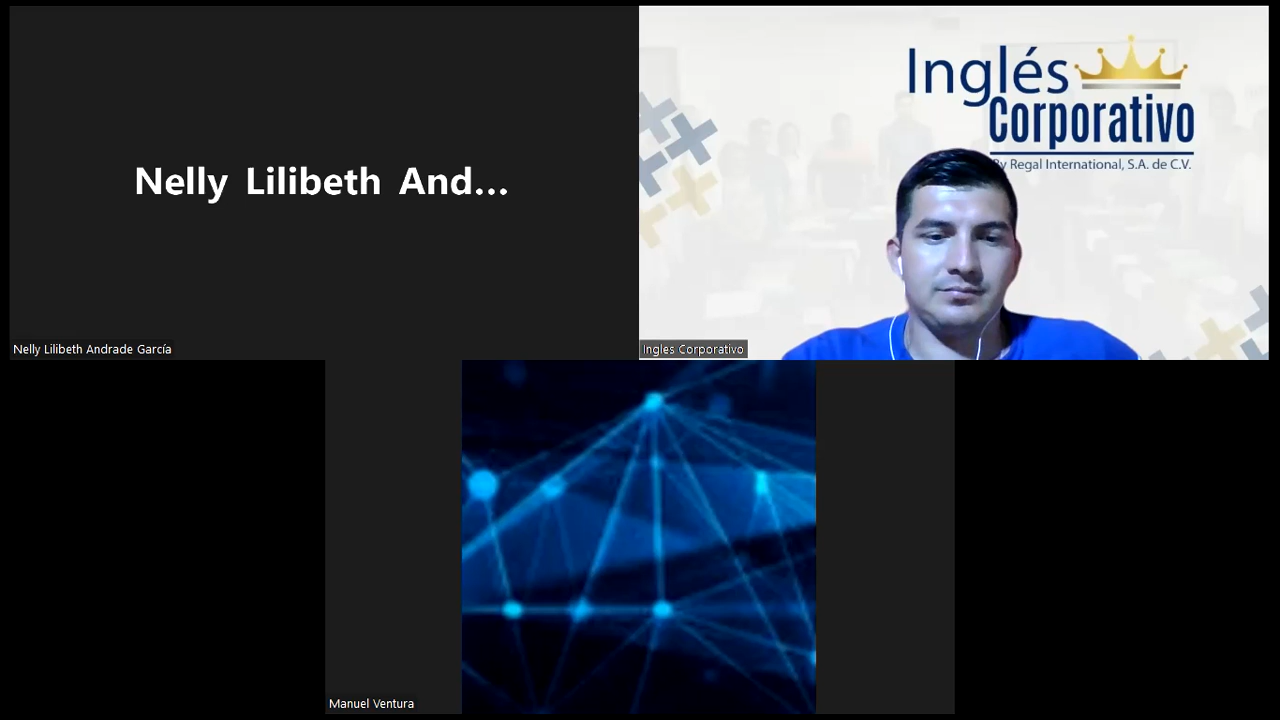 Nelly Lilibeth And...
Nelly Lilibeth Andrade García
Inglés
Corporativo
By Regal International, S.A. de C.V.
Ingles Corporativo
Manuel Ventura